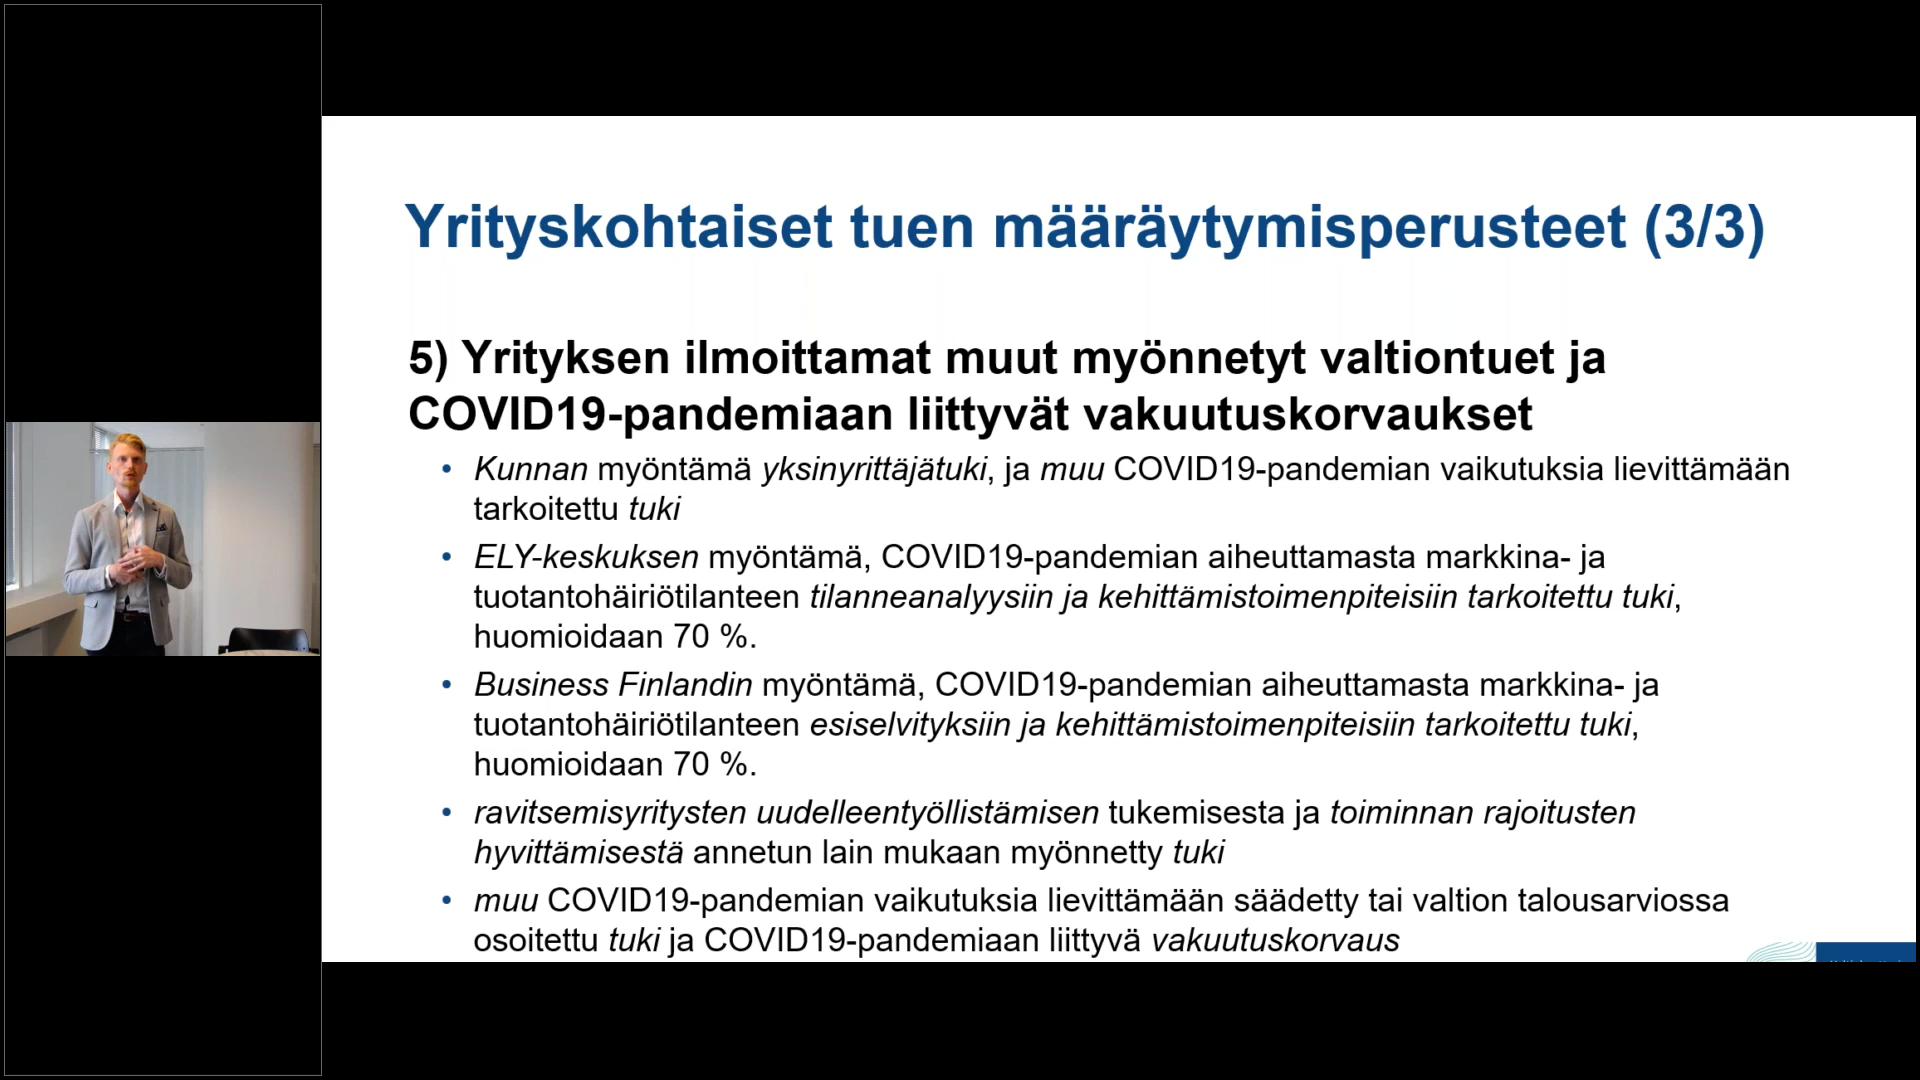 Yrityskohtaiset tuen määräytymisperusteet (3/3)
5) Yrityksen ilmoittamat muut myönnetyt valtiontuet ja
COVID19-pandemiaan liittyvät vakuutuskorvaukset
• Kunnan myöntämä yksinyrittäjätuki, ja muu COVID19-pandemian vaikutuksia lievittämään
tarkoitettu tuki
• ELY-keskuksen myöntämä, COVID19-pandemian aiheuttamasta markkina- ja
tuotantohäiriötilanteen tilanneanalyysiin ja kehittämistoimenpiteisiin tarkoitettu tuki,
huomioidaan 70 %.
• Business Finlandin myöntämä, COVID19-pandemian aiheuttamasta markkina- ja
tuotantohäiriötilanteen esiselvityksiin ja kehittämistoimenpiteisiin tarkoitettu tuki,
huomioidaan 70 %.
• ravitsemisyritysten uudelleentyöllistämisen tukemisesta ja toiminnan rajoitusten
hyvittämisestä annetun lain mukaan myönnetty tuki
• muu COVID19-pandemian vaikutuksia lievittämään säädetty tai valtion talousarviossa
osoitettu tuki ja COVID19-pandemiaan liittyvä vakuutuskorvaus